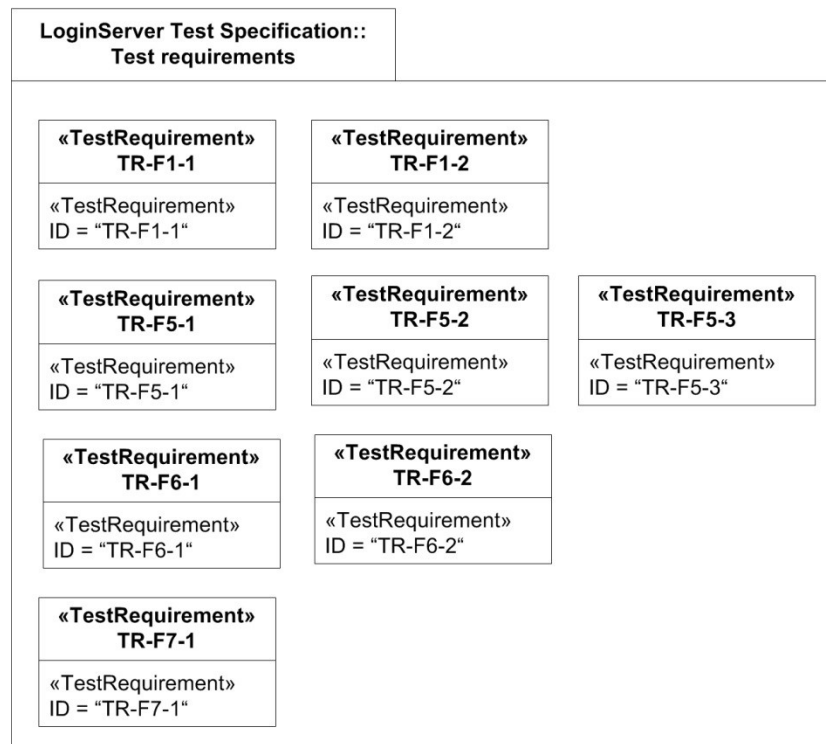 LoginServer Test Specification::
Test requirements
«TestRequirement»
TR-F1-1
«TestRequirement»
ID = “TR-F1-1“
«TestRequirement»
TR-F1-2
«TestRequirement»
ID = “TR-F1-2“
«TestRequirement»
TR-F5-1
«TestRequirement»
ID = “TR-F5-1“
«TestRequirement»
TR-F5-2
«TestRequirement»
ID = “TR-F5-2“
«TestRequirement»
TR-F5-3
«TestRequirement»
ID = “TR-F5-3“
«TestRequirement»
TR-F6-1
«TestRequirement»
ID = “TR-F6-1“
«TestRequirement»
TR-F6-2
«TestRequirement»
ID = “TR-F6-2“
«TestRequirement»
TR-F7-1
«TestRequirement»
ID = “TR-F7-1“